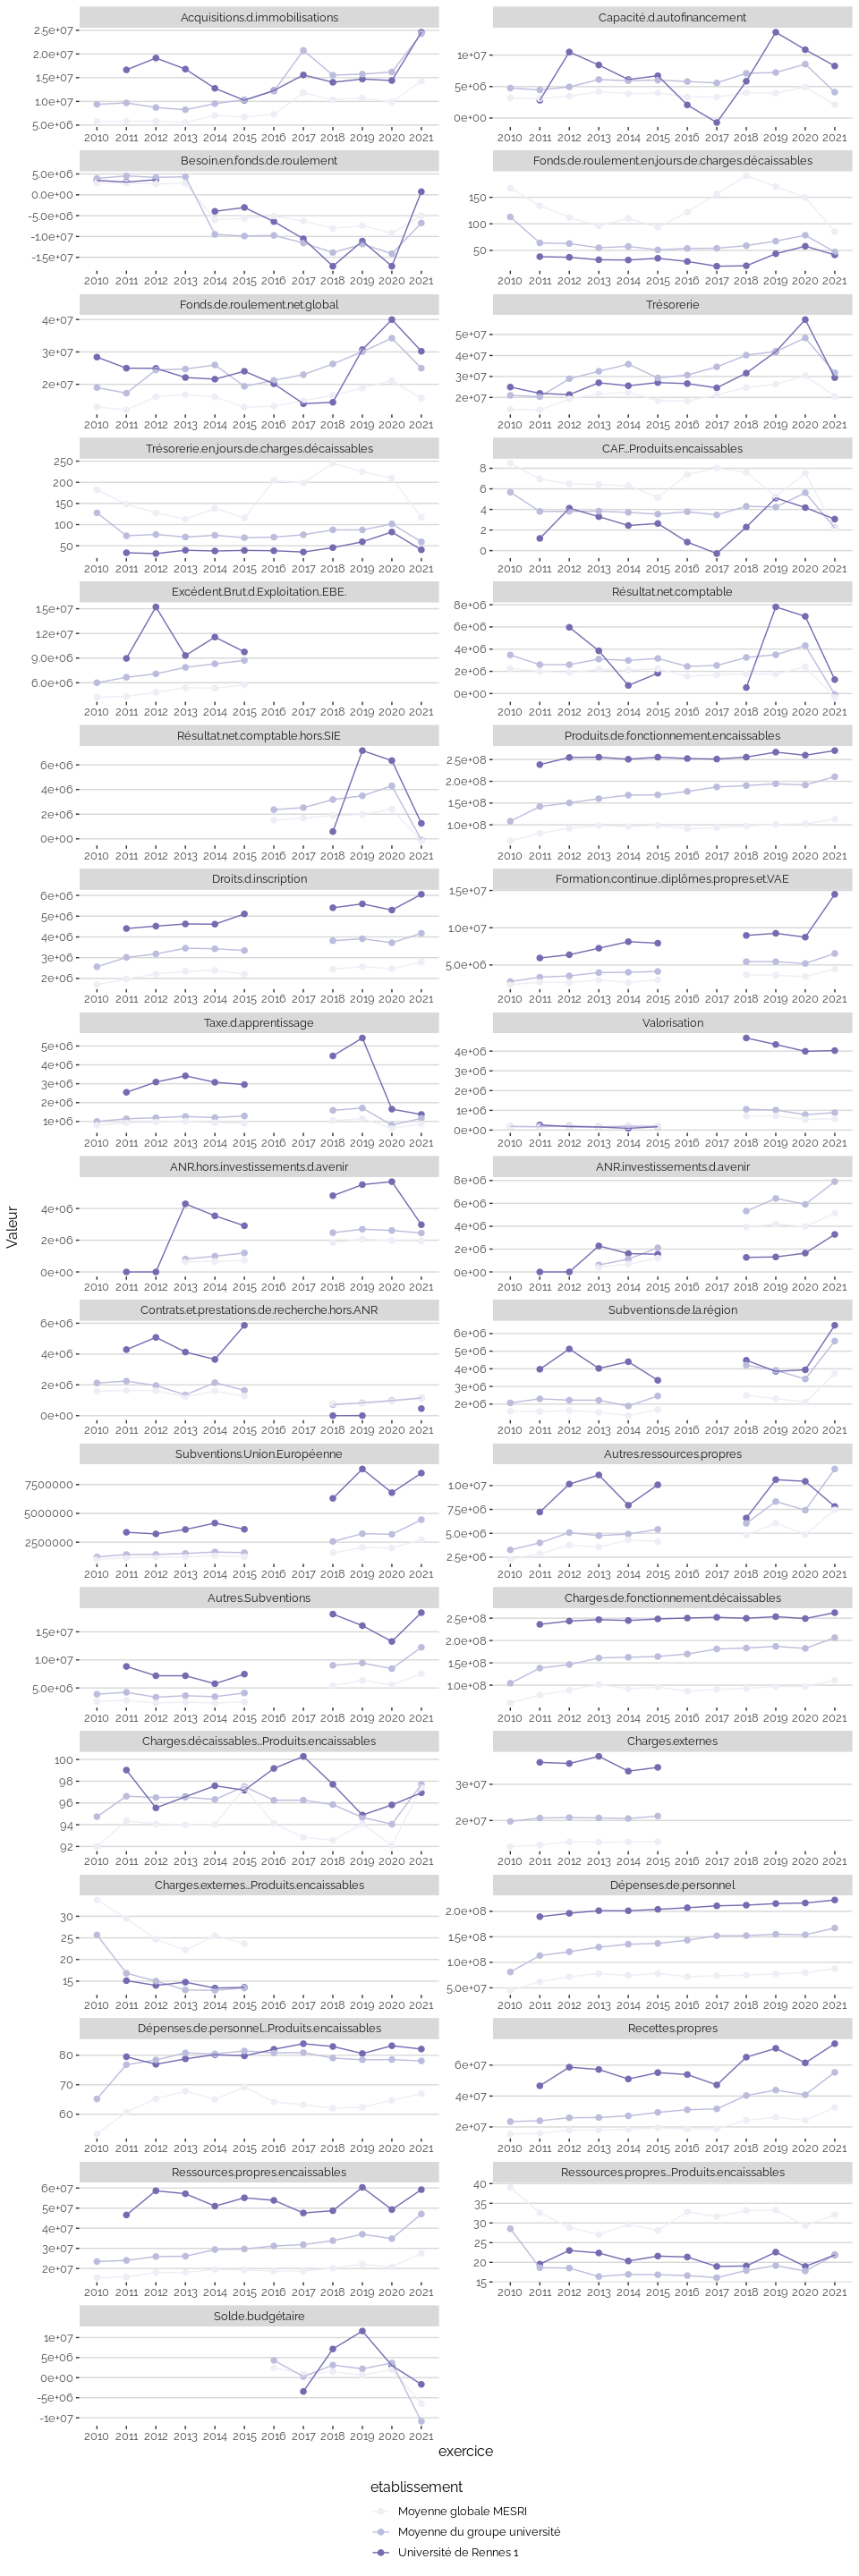 Acquisitions.d.immobilisations Capacité.d.autofinancement
2.5e+07 2.0e+07 1.5e+07 1.0e+07 5.0e+06 1e+07 5e+06 0e+00
2010 2011 2012 2013 2014 2015 2016 2017 2018 2019 2020 2021 2010 2011 2012 2013 2014 2015 2016 2017 2018 2019 2020 2021
Besoin.en.fonds.de.roulement Fonds.de.roulement.en.jours.de.charges.décaissables
5.0e+06 0.0e+00 -5.0e+06 -1.0e+07 -1.5e+07 150 100 50
2010 2011 2012 2013 2014 2015 2016 2017 2018 2019 2020 2021 2010 2011 2012 2013 2014 2015 2016 2017 2018 2019 2020 2021
Fonds.de.roulement.net.global Trésorerie
4e+07 3e+07 2e+07 5e+07 4e+07 3e+07 2e+07
2010 2011 2012 2013 2014 2015 2016 2017 2018 2019 2020 2021 2010 2011 2012 2013 2014 2015 2016 2017 2018 2019 2020 2021
Trésorerie.en.jours.de.charges.décaissables CAF...Produits.encaissables
250 200 150 100 50 8 6 4 2 0
2010 2011 2012 2013 2014 2015 2016 2017 2018 2019 2020 2021 2010 2011 2012 2013 2014 2015 2016 2017 2018 2019 2020 2021
Excédent.Brut.d.Exploitation..EBE. Résultat.net.comptable
1.5e+07 1.2e+07 9.0e+06 6.0e+06 8e+06 6e+06 4e+06 2e+06 0e+00
2010 2011 2012 2013 2014 2015 2016 2017 2018 2019 2020 2021 2010 2011 2012 2013 2014 2015 2016 2017 2018 2019 2020 2021
Résultat.net.comptable.hors.SIE Produits.de.fonctionnement.encaissables
6e+06 4e+06 2e+06 0e+00 2.5e+08 2.0e+08 1.5e+08 1.0e+08
2010 2011 2012 2013 2014 2015 2016 2017 2018 2019 2020 2021 2010 2011 2012 2013 2014 2015 2016 2017 2018 2019 2020 2021
Droits.d.inscription Formation.continue..diplômes.propres.et.VAE
6e+06 5e+06 4e+06 3e+06 2e+06 1.5e+07 1.0e+07 5.0e+06
2010 2011 2012 2013 2014 2015 2016 2017 2018 2019 2020 2021 2010 2011 2012 2013 2014 2015 2016 2017 2018 2019 2020 2021
Taxe.d.apprentissage Valorisation
5e+06 4e+06 3e+06 2e+06 1e+06 4e+06 3e+06 2e+06 1e+06 0e+00
2010 2011 2012 2013 2014 2015 2016 2017 2018 2019 2020 2021 2010 2011 2012 2013 2014 2015 2016 2017 2018 2019 2020 2021
ANR.hors.investissements.d.avenir ANR.investissements.d.avenir
4e+06 2e+06 0e+00 8e+06 6e+06 4e+06 2e+06 0e+00
2010 2011 2012 2013 2014 2015 2016 2017 2018 2019 2020 2021 2010 2011 2012 2013 2014 2015 2016 2017 2018 2019 2020 2021
Contrats.et.prestations.de.recherche.hors.ANR Subventions.de.la.région
6e+06 4e+06 2e+06 0e+00 6e+06 5e+06 4e+06 3e+06 2e+06
2010 2011 2012 2013 2014 2015 2016 2017 2018 2019 2020 2021 2010 2011 2012 2013 2014 2015 2016 2017 2018 2019 2020 2021
Subventions.Union.Européenne Autres.ressources.propres
7500000 5000000 2500000 1.0e+07 7.5e+06 5.0e+06 2.5e+06
2010 2011 2012 2013 2014 2015 2016 2017 2018 2019 2020 2021 2010 2011 2012 2013 2014 2015 2016 2017 2018 2019 2020 2021
Autres.Subventions Charges.de.fonctionnement.décaissables
1.5e+07 1.0e+07 5.0e+06 2.5e+08 2.0e+08 1.5e+08 1.0e+08
2010 2011 2012 2013 2014 2015 2016 2017 2018 2019 2020 2021 2010 2011 2012 2013 2014 2015 2016 2017 2018 2019 2020 2021
Charges.décaissables...Produits.encaissables Charges.externes
100 98 96 94 92 3e+07 2e+07
2010 2011 2012 2013 2014 2015 2016 2017 2018 2019 2020 2021 2010 2011 2012 2013 2014 2015 2016 2017 2018 2019 2020 2021
Charges.externes...Produits.encaissables Dépenses.de.personnel
30 25 20 15 2.0e+08 1.5e+08 1.0e+08 5.0e+07
2010 2011 2012 2013 2014 2015 2016 2017 2018 2019 2020 2021 2010 2011 2012 2013 2014 2015 2016 2017 2018 2019 2020 2021
Dépenses.de.personnel...Produits.encaissables Recettes.propres
80 70 60 6e+07 4e+07 2e+07
2010 2011 2012 2013 2014 2015 2016 2017 2018 2019 2020 2021 2010 2011 2012 2013 2014 2015 2016 2017 2018 2019 2020 2021
Ressources.propres.encaissables Ressources.propres...Produits.encaissables
6e+07 5e+07 4e+07 3e+07 2e+07 40 35 30 25 20 15
2010 2011 2012 2013 2014 2015 2016 2017 2018 2019 2020 2021 2010 2011 2012 2013 2014 2015 2016 2017 2018 2019 2020 2021
Solde.budgétaire
1e+07 5e+06 0e+00 -5e+06 -1e+07
2010 2011 2012 2013 2014 2015 2016 2017 2018 2019 2020 2021
Valeur
exercice
etablissement
Moyenne globale MESRI
Moyenne du groupe université
Université de Rennes 1